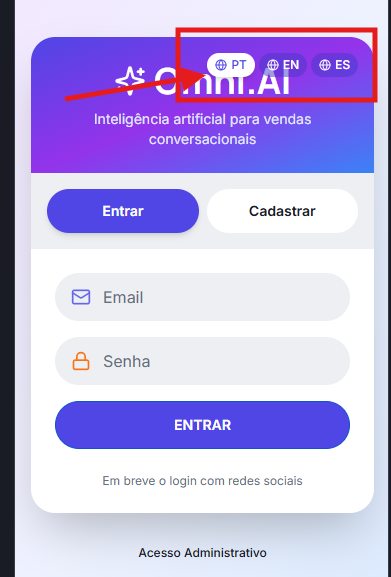 PT EN ES
Omni.AI
Inteligência artificial para vendas
conversacionais
Entrar Cadastrar
Email
Senha
ENTRAR
Em breve o login com redes sociais
Acesso Administrativo